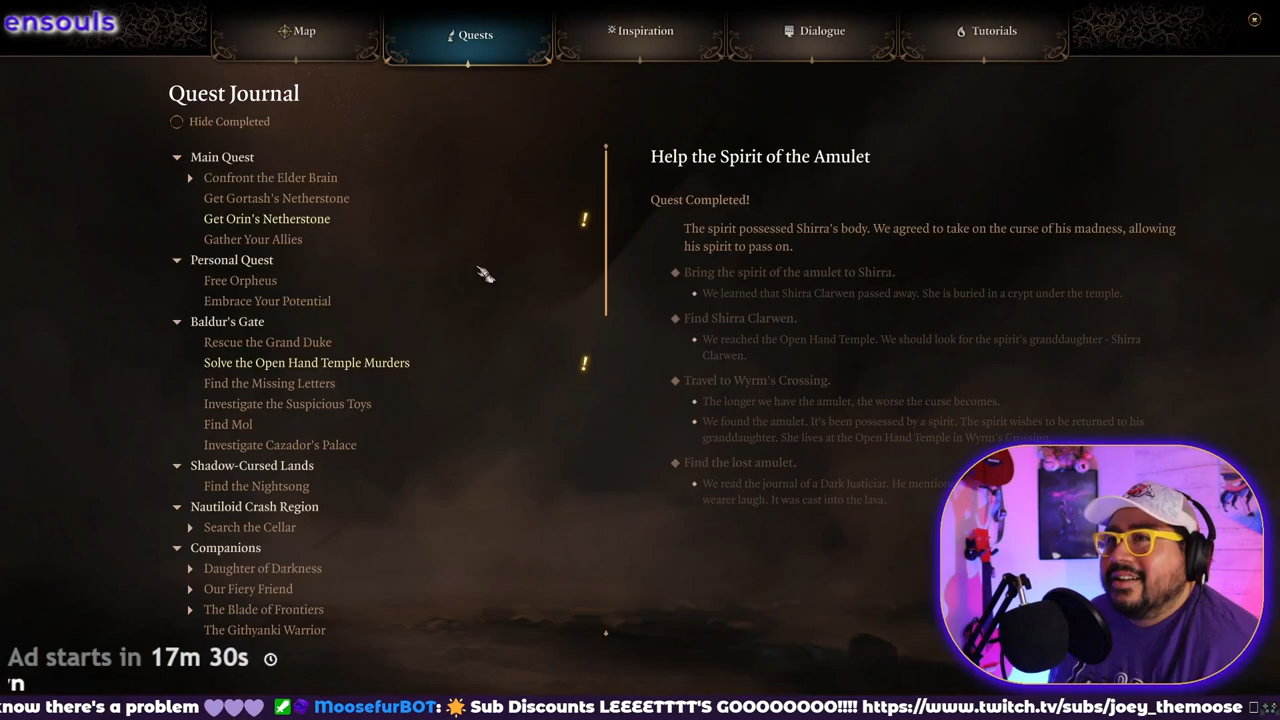 ensouls
Map
Quests
Inspiration
Dialogue
Tutorials
Quest Journal
Hide Completed
Main Quest
Confront the Elder Brain
Get Gortash's Netherstone
Get Orin's Netherstone
Gather Your Allies
Personal Quest
Free Orpheus
Embrace Your Potential
Baldur's Gate
Rescue the Grand Duke
Solve the Open Hand Temple Murders
Find the Missing Letters
Investigate the Suspicious Toys
Find Mol
Investigate Cazador's Palace
Shadow-Cursed Lands
Find the Nightsong
Nautiloid Crash Region
Search the Cellar
Companions
Daughter of Darkness
Our Fiery Friend
The Blade of Frontiers
The Githyanki Warrior
Help the Spirit of the Amulet
Quest Completed!
The spirit possessed Shirra's body. We agreed to take on the curse of his madness, allowing
his spirit to pass on.
Bring the spirit of the amulet to Shirra.
We learned that Shirra Clarwen passed away. She is buried in a crypt under the temple.
Find Shirra Clarwen.
We reached the Open Hand Temple. We should look for the spirit's granddaughter - Shirra
Clarwen.
Travel to Wyrm's Crossing.
The longer we have the amulet, the worse the curse becomes.
We found the amulet. It's been possessed by a spirit. The spirit wishes to be returned to his
granddaughter. She lives at the Open Hand Temple in Wyrm's Crossing.
Find the lost amulet.
We read the journal of a Dark Justiciar. He mention
wearer laugh. It was cast into the lava.
Ad starts in 17m 30s
know there's a problem 💜💜💜 MoosefurBOT: Sub Discounts LEEEETTTT'S GOOOOOOOO!!!! https://www.twitch.tv/subs/joey_themoose